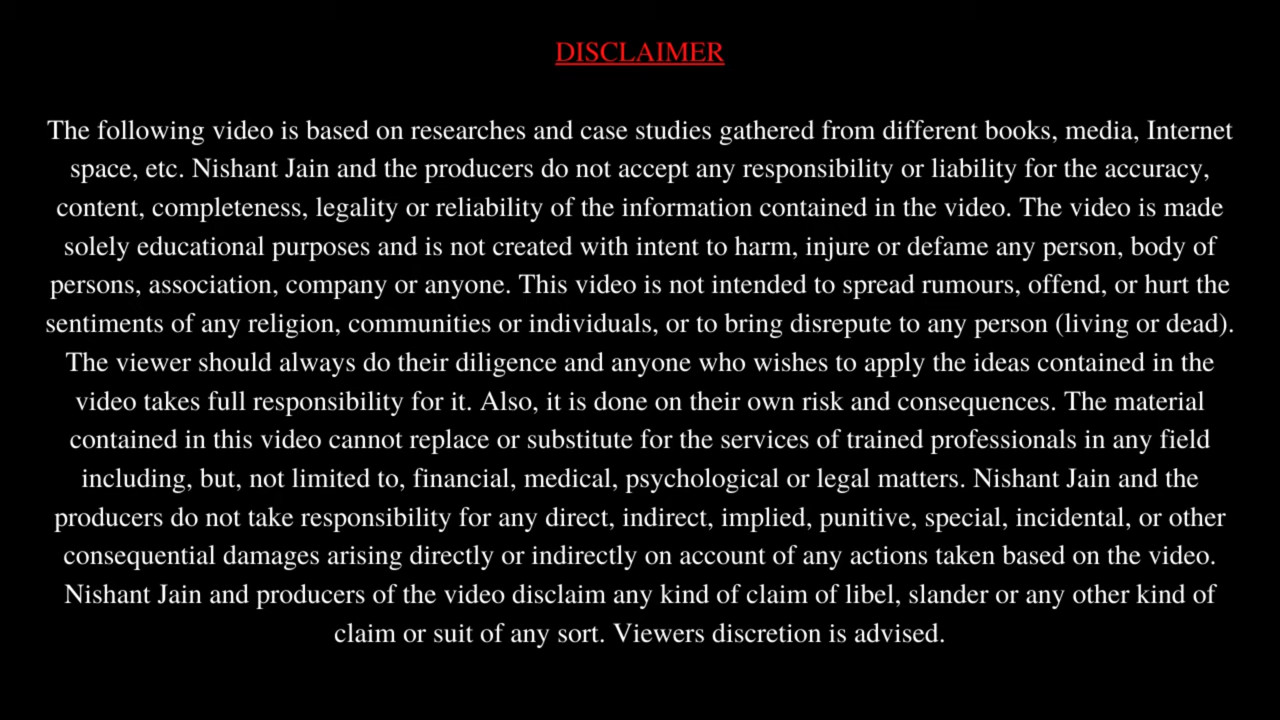 DISCLAIMER
The following video is based on researches and case studies gathered from different books, media, Internet
space, etc. Nishant Jain and the producers do not accept any responsibility or liability for the accuracy,
content, completeness, legality or reliability of the information contained in the video. The video is made
solely educational purposes and is not created with intent to harm, injure or defame any person, body of
persons, association, company or anyone. This video is not intended to spread rumours, offend, or hurt the
sentiments of any religion, communities or individuals, or to bring disrepute to any person (living or dead).
The viewer should always do their diligence and anyone who wishes to apply the ideas contained in the
video takes full responsibility for it. Also, it is done on their own risk and consequences. The material
contained in this video cannot replace or substitute for the services of trained professionals in any field
including, but, not limited to, financial, medical, psychological or legal matters. Nishant Jain and the
producers do not take responsibility for any direct, indirect, implied, punitive, special, incidental, or other
consequential damages arising directly or indirectly on account of any actions taken based on the video.
Nishant Jain and producers of the video disclaim any kind of claim of libel, slander or any other kind of
claim or suit of any sort. Viewers discretion is advised.